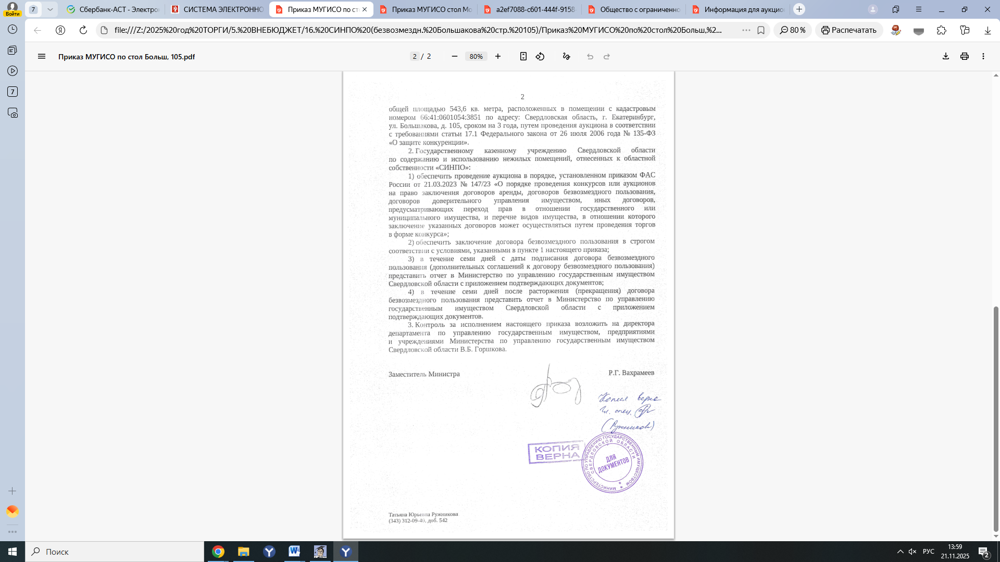 Войти
7
Сбербанк-АСТ - Электрон
СИСТЕМА ЭЛЕКТРОННО
Приказ МУГИСО по сто
Приказ МУГИСО стол Мо
a2ef7088-c601-444f-9158-
Общество с ограниченно
Информация для аукцио
file:///Z:/2025%20год%20ТОРГИ/5.%20ВНЕБЮДЖЕТ/16.%20СИНПО%20(безвозмездн.%20Большакова%20стр.%20105)/Приказ%20МУГИСО%20по%20стол%20Больш,%2...
80 %
Распечатать
Приказ МУГИСО по стол Больш, 105.pdf
2 / 2
80%
7
2
общей площадью 543,6 кв. метра, расположенных в помещении с кадастровым
номером 66:41:0601054:3851 по адресу: Свердловская область, г. Екатеринбург,
ул. Большакова, д. 105, сроком на 3 года, путем проведения аукциона в соответствии
с требованиями статьи 17.1 Федерального закона от 26 июля 2006 года № 135-ФЗ
«О защите конкуренции».
2. Государственному казенному учреждению Свердловской области
по содержанию и использованию нежилых помещений, отнесенных к областной
собственности «СИНПО»:
1) обеспечить проведение аукциона в порядке, установленном приказом ФАС
России от 21.03.2023 № 147/23 «О порядке проведения конкурсов или аукционов
на право заключения договоров аренды, договоров безвозмездного пользования,
договоров доверительного управления имуществом, иных договоров,
предусматривающих переход прав в отношении государственного или
муниципального имущества, и перечне видов имущества, в отношении которого
заключение указанных договоров может осуществляться путем проведения торгов
в форме конкурса»;
2) обеспечить заключение договора безвозмездного пользования в строгом
соответствии с условиями, указанными в пункте 1 настоящего приказа;
3) в течение семи дней с даты подписания договора безвозмездного
пользования (дополнительных соглашений к договору безвозмездного пользования)
представить отчет в Министерство по управлению государственным имуществом
Свердловской области с приложением подтверждающих документов;
4) в течение семи дней после расторжения (прекращения) договора
безвозмездного пользования представить отчет в Министерство по управлению
государственным имуществом Свердловской области с приложением
подтверждающих документов.
3. Контроль за исполнением настоящего приказа возложить на директора
департамента по управлению государственным имуществом, предприятиями
и учреждениями Министерства по управлению государственным имуществом
Свердловской области В.Б. Горшкова.
Заместитель Министра
Р.Г. Вахрамеев
Копия верна
Гл. спец.
(Ружникова)
КОПИЯ
ВЕРНА
МИНИСТЕРСТВО ПО УПРАВЛЕНИЮ ГОСУДАРСТВЕННЫМ ИМУЩЕСТВОМ
СВЕРДЛОВСКОЙ ОБЛАСТИ
ДЛЯ
ДОКУМЕНТОВ
Татьяна Юрьевна Ружникова
(343) 312-09-40, доб. 542
Поиск
РУС
13:59
21.11.2025
2